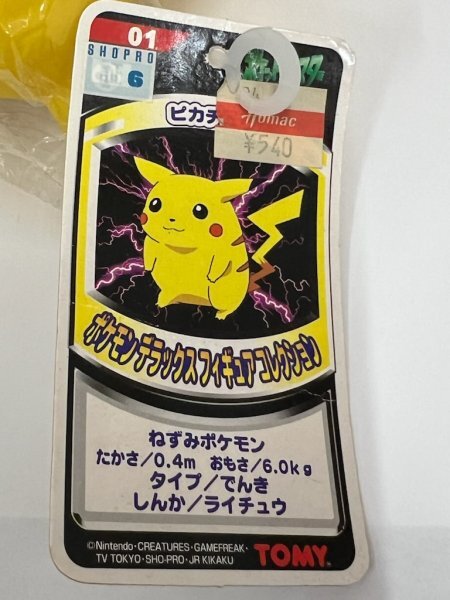 01
SHOPRO
6
Homac
¥540
ポケモンデラックスフィギュアコレクション
ねずみポケモン
たかさ/0.4m おもさ/6.0kg
タイプ/でんき
しんか/ライチュウ
©Nintendo・CREATURES・GAMEFREAK・
TV TOKYO・SHO-PRO・JR KIKAKU
TOMY